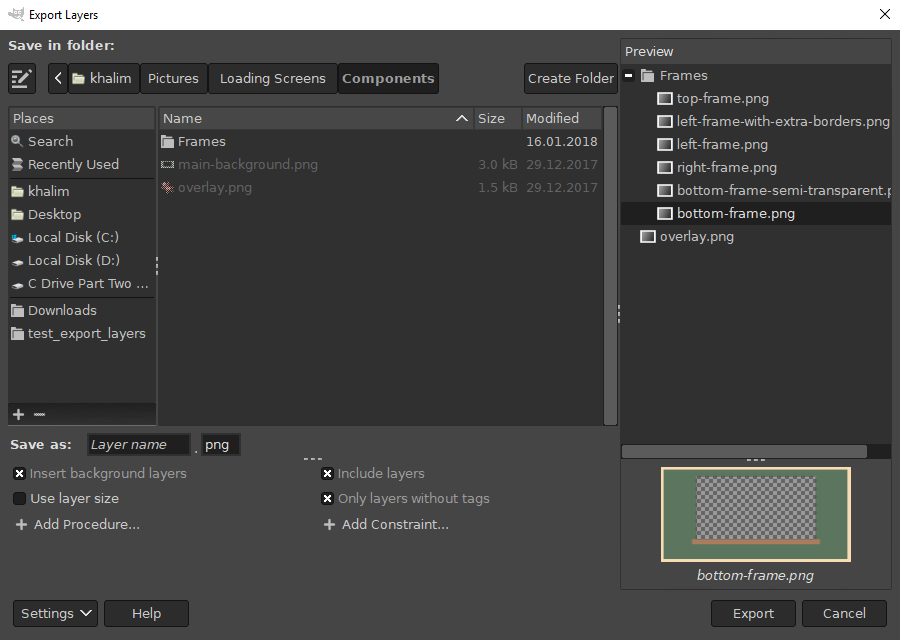 Export Layers
Save in folder:
khalim Pictures Loading Screens Components Create Folder
Places
Search
Recently Used
khalim
Desktop
Local Disk (C:)
Local Disk (D:)
C Drive Part Two ...
Downloads
test_export_layers
Name Size Modified
Frames 16.01.2018
main-background.png 3.0 kB 29.12.2017
overlay.png 1.5 kB 29.12.2017
Save as: Layer name . png
Insert background layers
Use layer size
Add Procedure...
Include layers
Only layers without tags
Add Constraint...
Preview
Frames
top-frame.png
left-frame-with-extra-borders.png
left-frame.png
right-frame.png
bottom-frame-semi-transparent.p
bottom-frame.png
overlay.png
bottom-frame.png
Settings Help Export Cancel